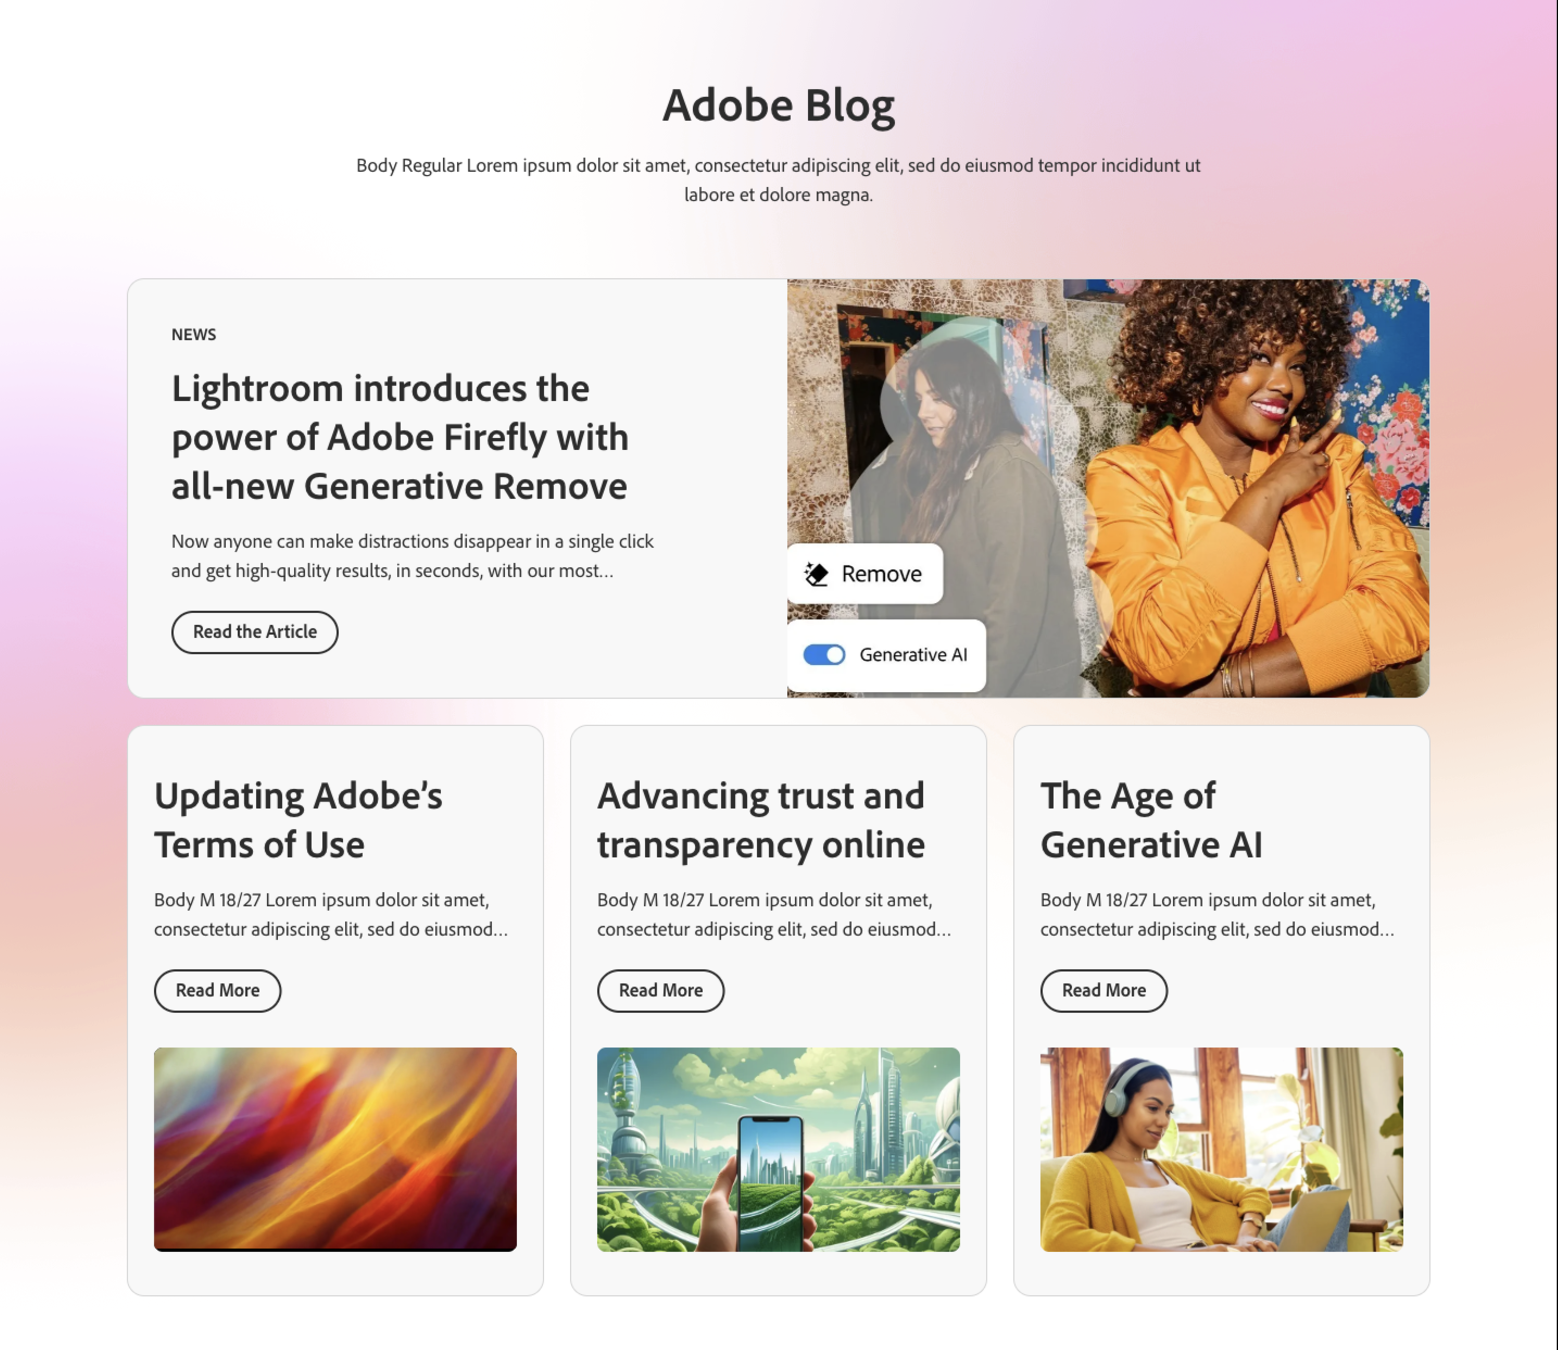 Adobe Blog
Body Regular Lorem ipsum dolor sit amet, consectetur adipiscing elit, sed do eiusmod tempor incididunt ut
labore et dolore magna.
NEWS
Lightroom introduces the
power of Adobe Firefly with
all-new Generative Remove
Now anyone can make distractions disappear in a single click
and get high-quality results, in seconds, with our most…
Read the Article
Remove
Generative AI
Updating Adobe’s
Terms of Use
Body M 18/27 Lorem ipsum dolor sit amet,
consectetur adipiscing elit, sed do eiusmod…
Read More
Advancing trust and
transparency online
Body M 18/27 Lorem ipsum dolor sit amet,
consectetur adipiscing elit, sed do eiusmod…
Read More
The Age of
Generative AI
Body M 18/27 Lorem ipsum dolor sit amet,
consectetur adipiscing elit, sed do eiusmod…
Read More